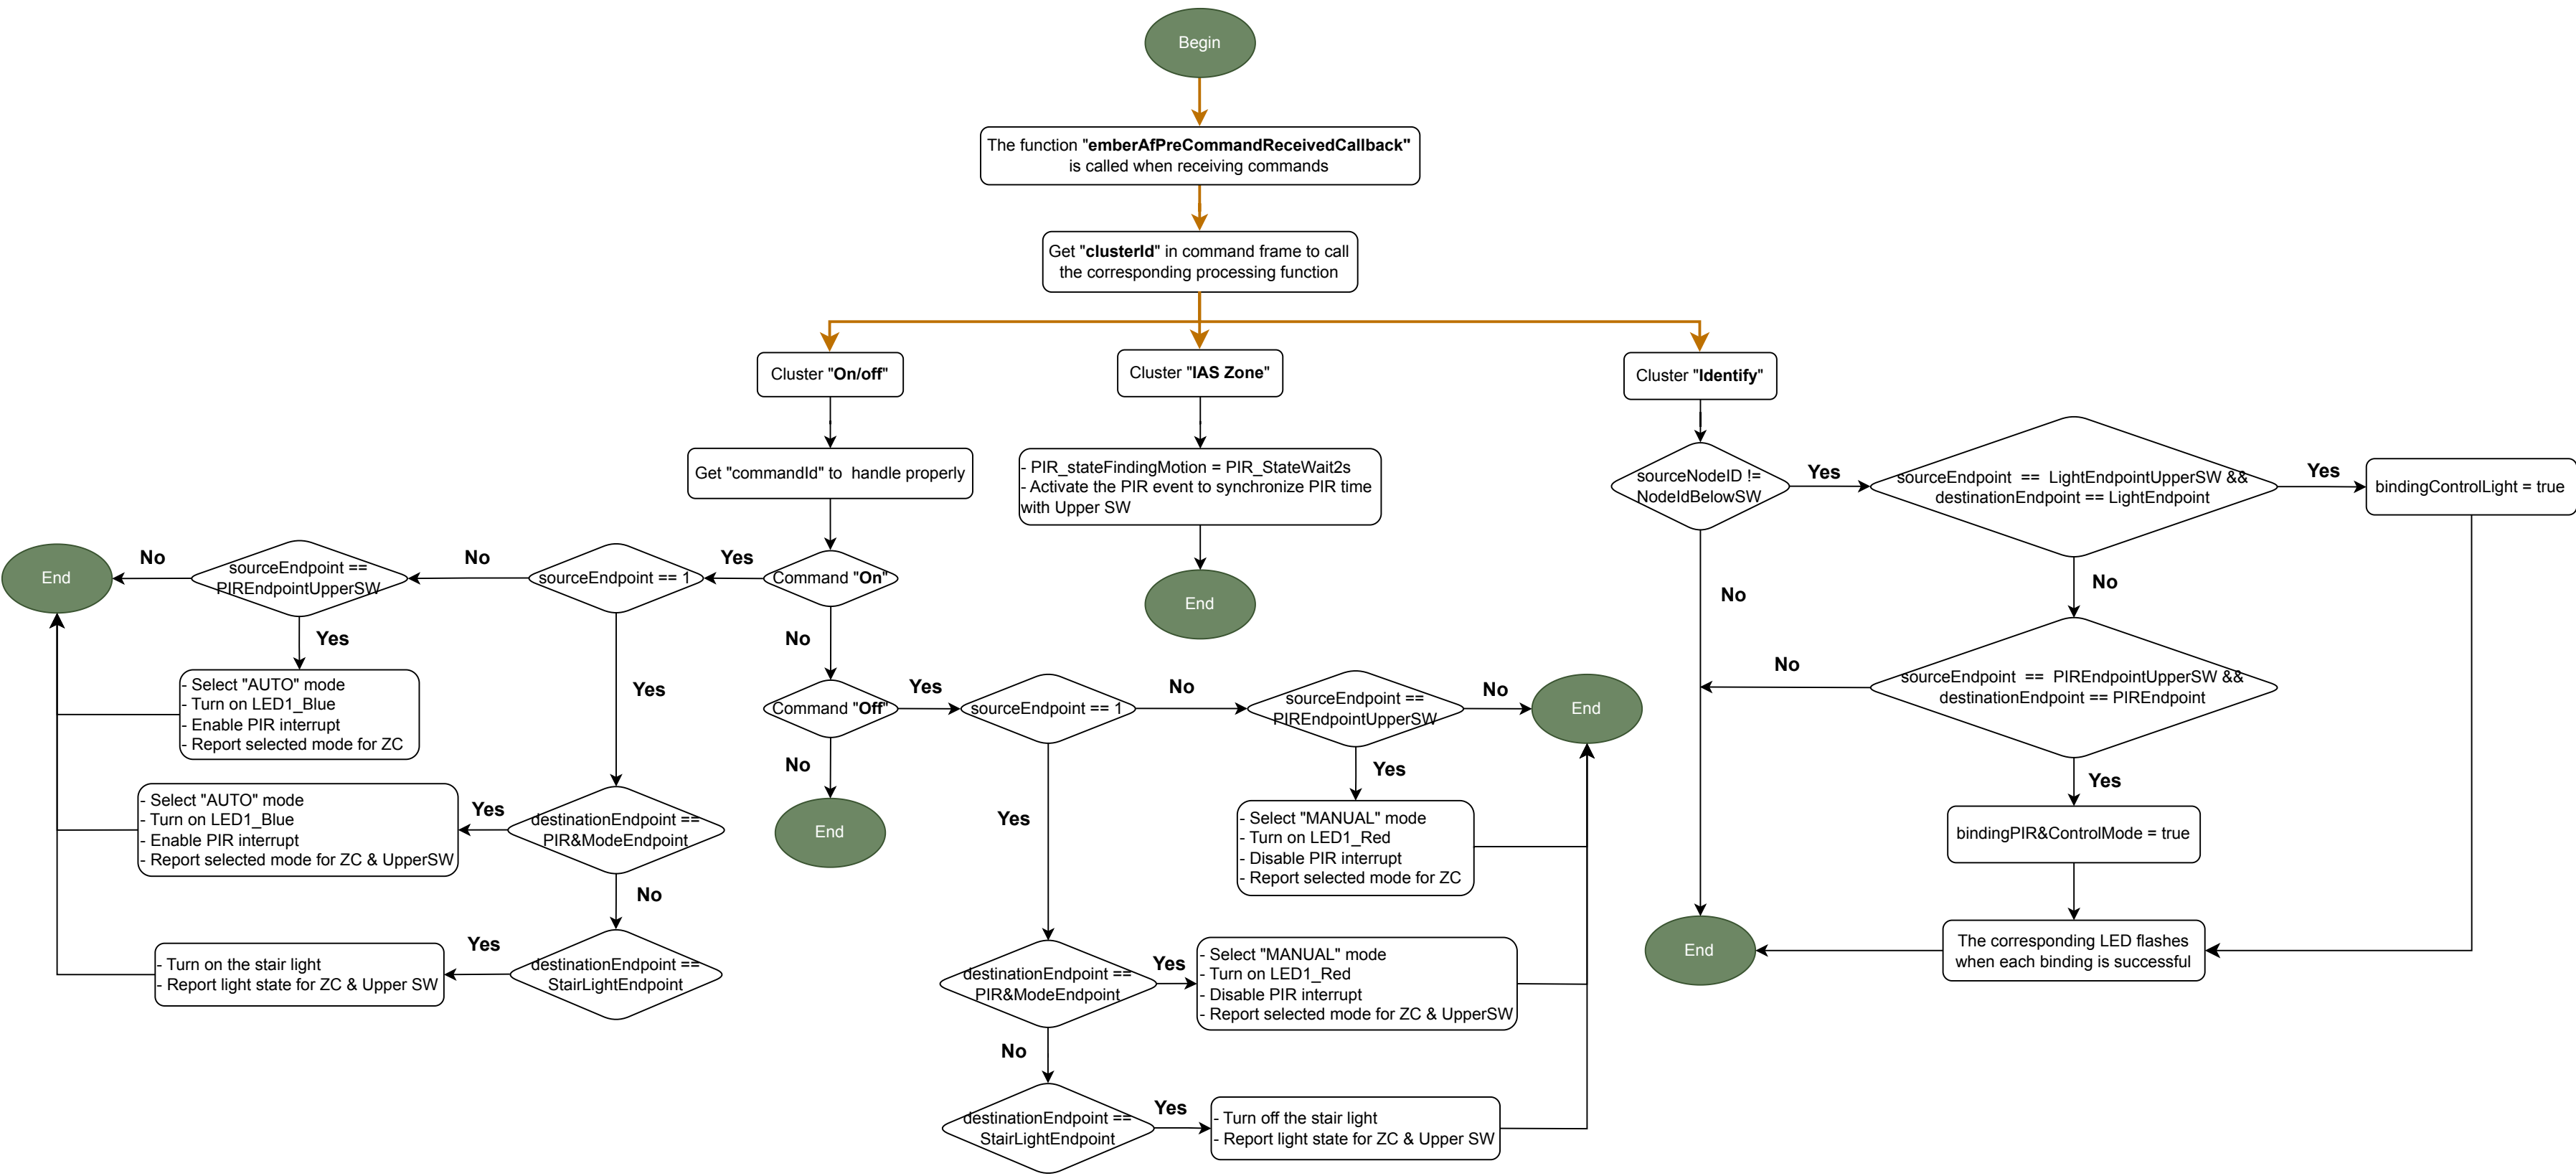 Begin
The function "emberAfPreCommandReceivedCallback"
is called when receiving commands
Get "clusterId" in command frame to call
the corresponding processing function
Cluster "On/off"
Cluster "IAS Zone"
Cluster "Identify"
Get "commandId" to  handle properly
- PIR_stateFindingMotion = PIR_StateWait2s
- Activate the PIR event to synchronize PIR time
with Upper SW
End
sourceNodeID !=
NodeIdBelowSW
Yes
sourceEndpoint  ==  LightEndpointUpperSW &&
destinationEndpoint == LightEndpoint
Yes
bindingControlLight = true
No
No
sourceEndpoint  ==  PIREndpointUpperSW &&
destinationEndpoint == PIREndpoint
No
Yes
bindingPIR&ControlMode = true
The corresponding LED flashes
when each binding is successful
End
Command "On"
Yes
sourceEndpoint == 1
No
sourceEndpoint ==
PIREndpointUpperSW
No
End
Yes
- Select "AUTO" mode
- Turn on LED1_Blue
- Enable PIR interrupt
- Report selected mode for ZC
Yes
destinationEndpoint ==
PIR&ModeEndpoint
Yes
- Select "AUTO" mode
- Turn on LED1_Blue
- Enable PIR interrupt
- Report selected mode for ZC & UpperSW
No
destinationEndpoint ==
StairLightEndpoint
Yes
- Turn on the stair light
- Report light state for ZC & Upper SW
No
Command "Off"
No
End
Yes
sourceEndpoint == 1
No
sourceEndpoint ==
PIREndpointUpperSW
No
End
Yes
- Select "MANUAL" mode
- Turn on LED1_Red
- Disable PIR interrupt
- Report selected mode for ZC
Yes
destinationEndpoint ==
PIR&ModeEndpoint
Yes
- Select "MANUAL" mode
- Turn on LED1_Red
- Disable PIR interrupt
- Report selected mode for ZC & UpperSW
No
destinationEndpoint ==
StairLightEndpoint
Yes
- Turn off the stair light
- Report light state for ZC & Upper SW